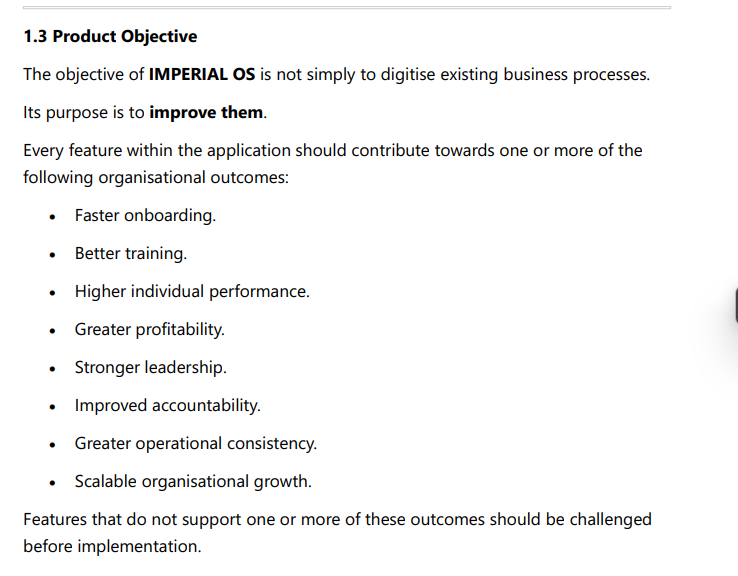 1.3 Product Objective
The objective of IMPERIAL OS is not simply to digitise existing business processes.
Its purpose is to improve them.
Every feature within the application should contribute towards one or more of the
following organisational outcomes:
• Faster onboarding.
• Better training.
• Higher individual performance.
• Greater profitability.
• Stronger leadership.
• Improved accountability.
• Greater operational consistency.
• Scalable organisational growth.
Features that do not support one or more of these outcomes should be challenged
before implementation.